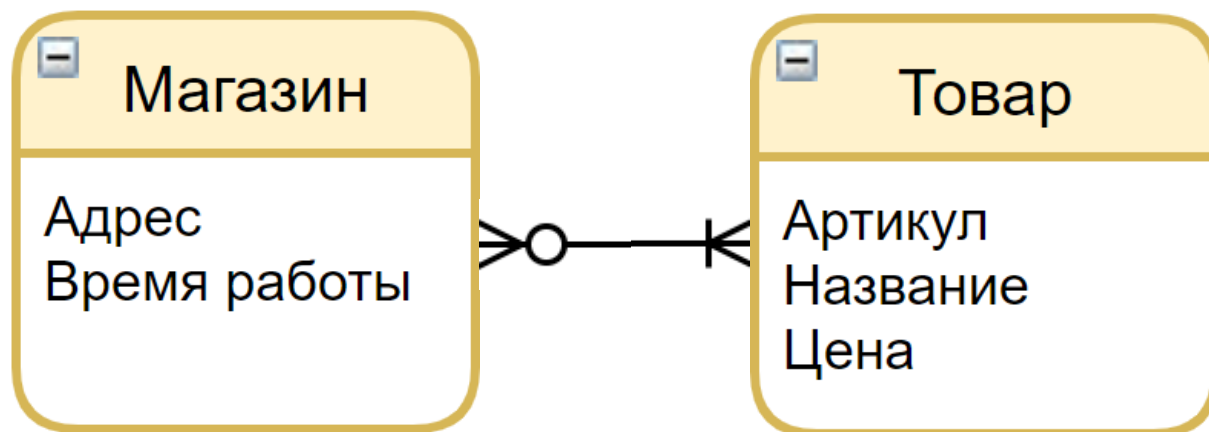 Магазин
Адрес
Время работы
Товар
Артикул
Название
Цена